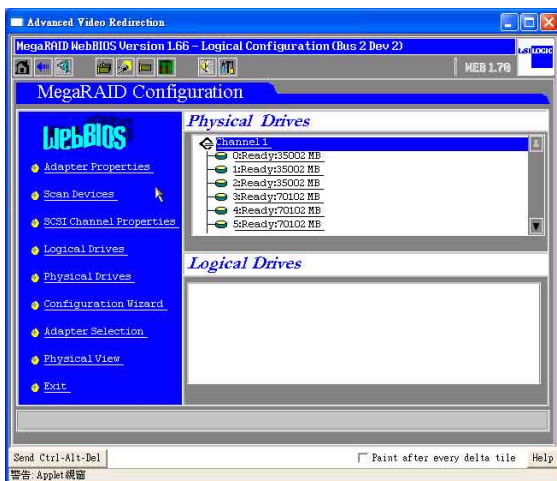 Advanced Video Redirection
MegaRAID WebBIOS Version 1.66 - Logical Configuration (Bus 2 Dev 2)
LSI LOGIC
WEB 1.78
MegaRAID Configuration
WebBIOS
Adapter Properties
Scan Devices
SCSI Channel Properties
Logical Drives
Physical Drives
Configuration Wizard
Adapter Selection
Physical View
Exit
Physical Drives
Channel 1
0:Ready:35002 MB
1:Ready:35002 MB
2:Ready:35002 MB
3:Ready:70102 MB
4:Ready:70102 MB
5:Ready:70102 MB
Logical Drives
Send Ctrl-Alt-Del
Paint after every delta tile
Help
警告: Applet 視窗